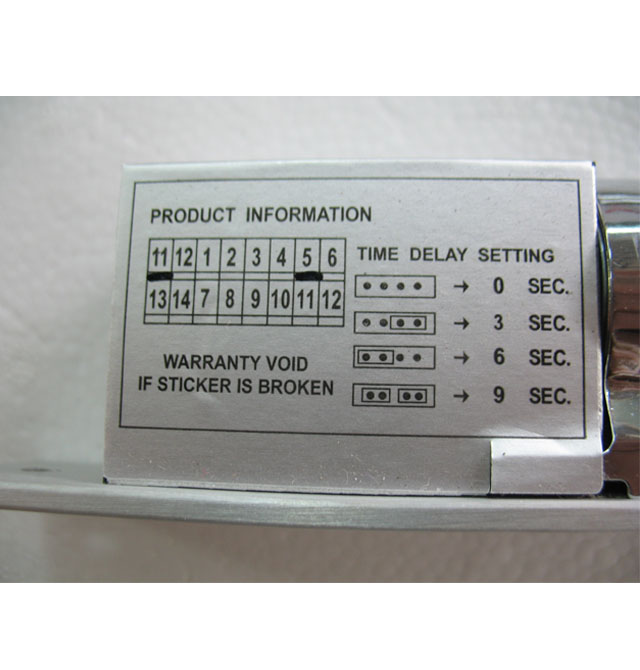 PRODUCT INFORMATION
11 12 1 2 3 4 5 6
13 14 7 8 9 10 11 12
WARRANTY VOID
IF STICKER IS BROKEN
TIME DELAY SETTING
→ 0 SEC.
→ 3 SEC.
→ 6 SEC.
→ 9 SEC.